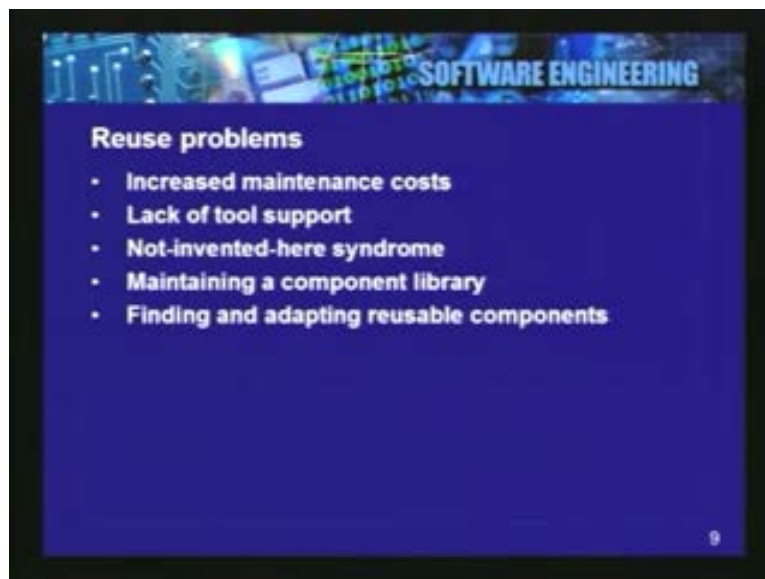 SOFTWARE ENGINEERING
Reuse problems
• Increased maintenance costs
• Lack of tool support
• Not-invented-here syndrome
• Maintaining a component library
• Finding and adapting reusable components
9